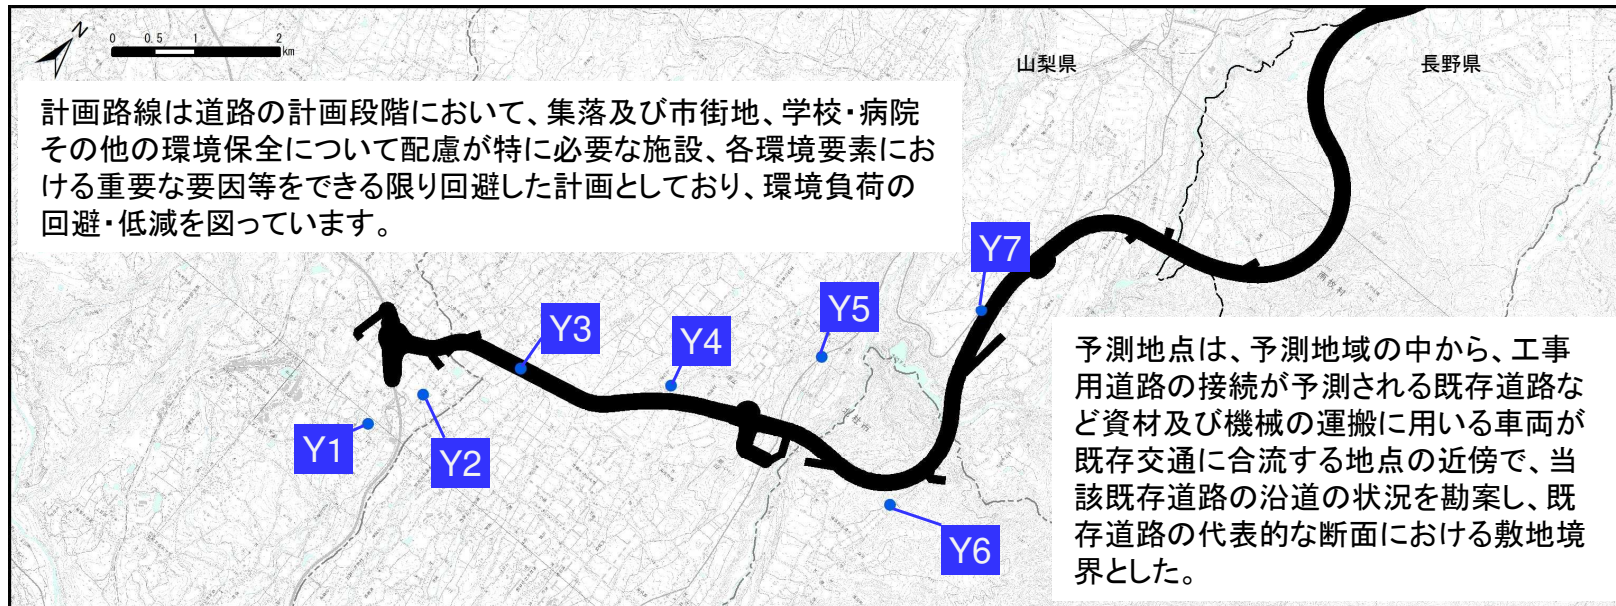 N
0 0.5 1 2
km
山梨県
長野県
計画路線は道路の計画段階において、集落及び市街地、学校・病院
その他の環境保全について配慮が特に必要な施設、各環境要素にお
ける重要な要因等をできる限り回避した計画としており、環境負荷の
回避・低減を図っています。
Y7
Y5
Y3
Y4
Y1
Y2
Y6
予測地点は、予測地域の中から、工事
用道路の接続が予測される既存道路な
ど資材及び機械の運搬に用いる車両が
既存交通に合流する地点の近傍で、当
該既存道路の沿道の状況を勘案し、既
存道路の代表的な断面における敷地境
界とした。